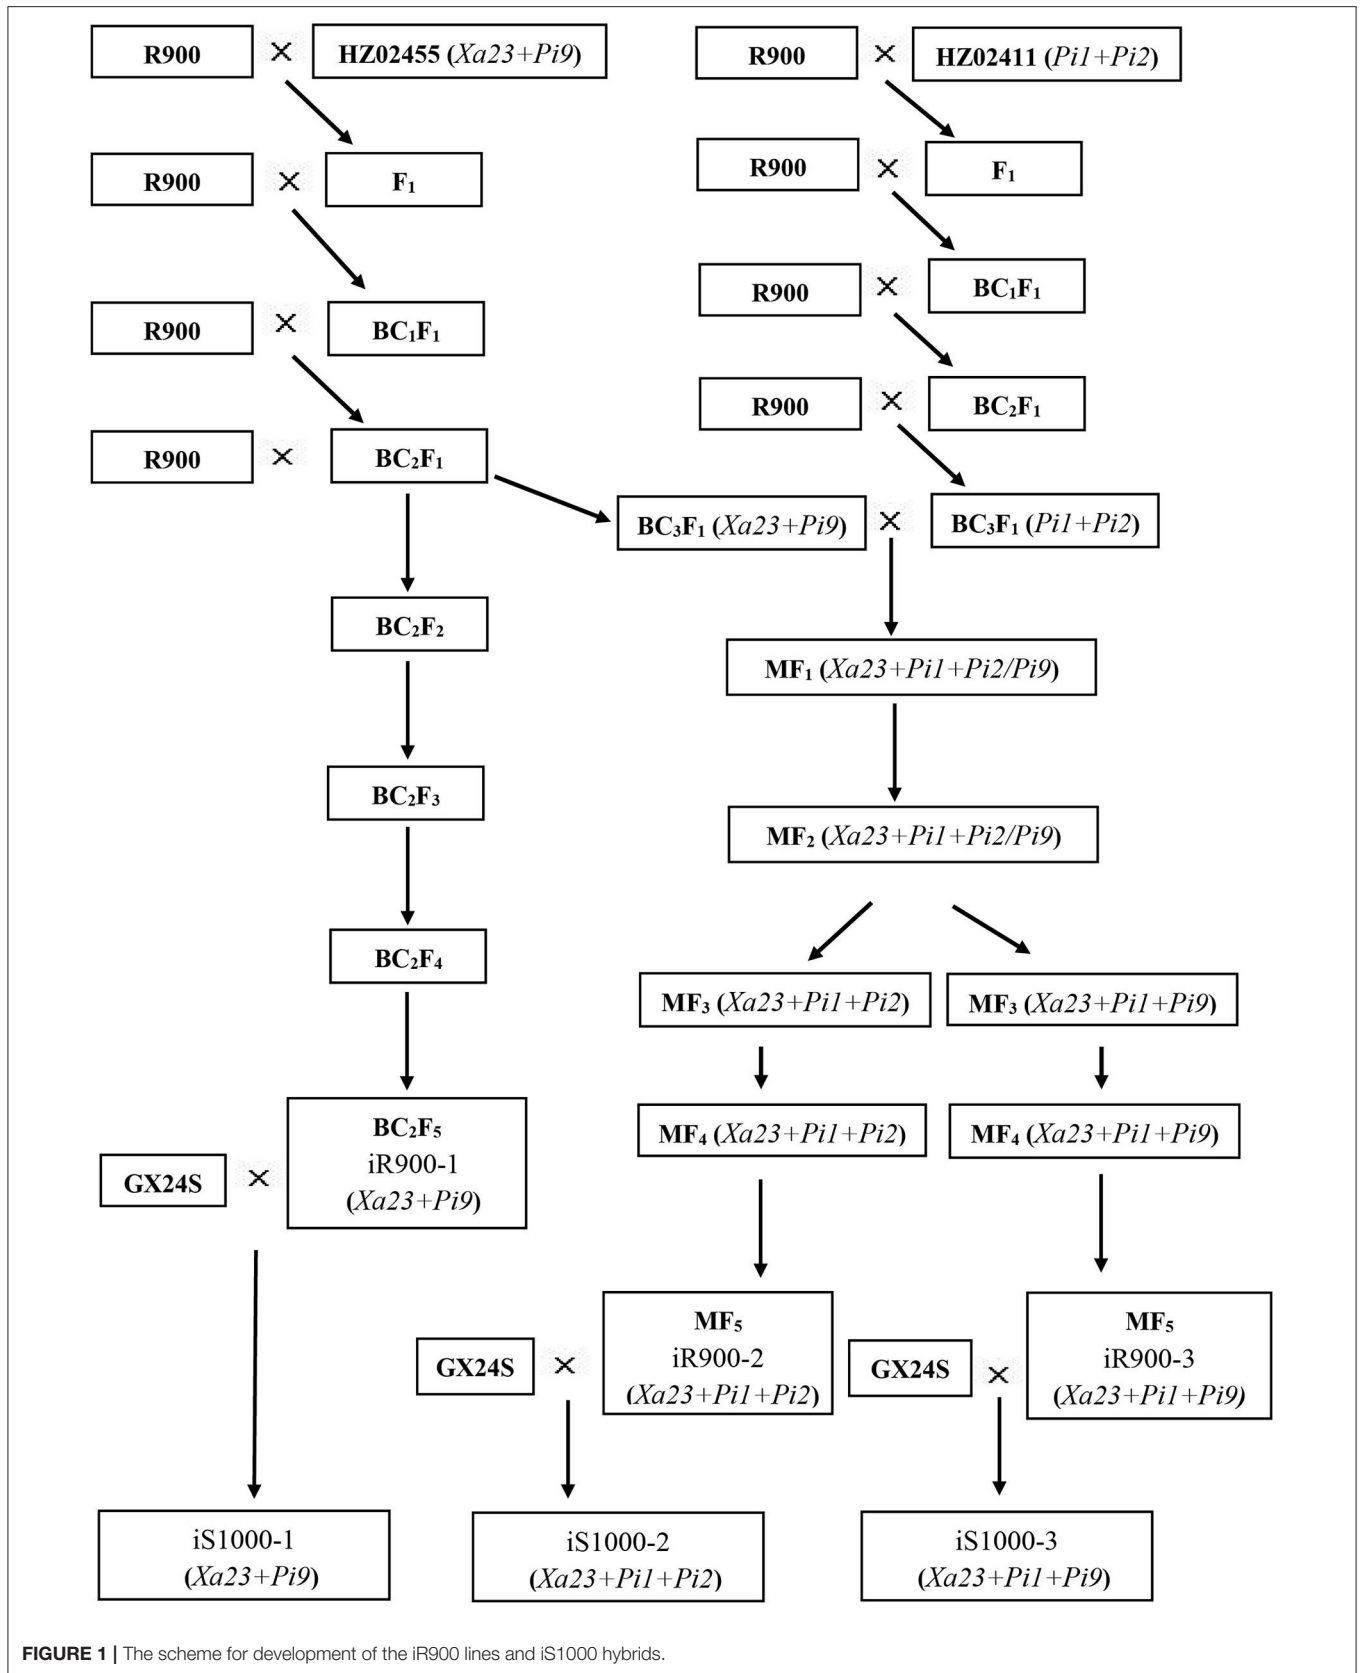 R900 × HZ02455 (Xa23+Pi9)
R900 × HZ02411 (Pi1+Pi2)
R900 × F₁
R900 × F₁
R900 × BC₁F₁
R900 × BC₁F₁
R900 × BC₂F₁
R900 × BC₂F₁
BC₃F₁ (Xa23+Pi9) × BC₃F₁ (Pi1+Pi2)
BC₂F₂
MF₁ (Xa23+Pi1+Pi2/Pi9)
BC₂F₃
MF₂ (Xa23+Pi1+Pi2/Pi9)
BC₂F₄
MF₃ (Xa23+Pi1+Pi2)
MF₃ (Xa23+Pi1+Pi9)
MF₄ (Xa23+Pi1+Pi2)
MF₄ (Xa23+Pi1+Pi9)
GX24S ×
BC₂F₅
iR900-1
(Xa23+Pi9)
GX24S ×
MF₅
iR900-2
(Xa23+Pi1+Pi2)
GX24S ×
MF₅
iR900-3
(Xa23+Pi1+Pi9)
iS1000-1
(Xa23+Pi9)
iS1000-2
(Xa23+Pi1+Pi2)
iS1000-3
(Xa23+Pi1+Pi9)
FIGURE 1 | The scheme for development of the iR900 lines and iS1000 hybrids.